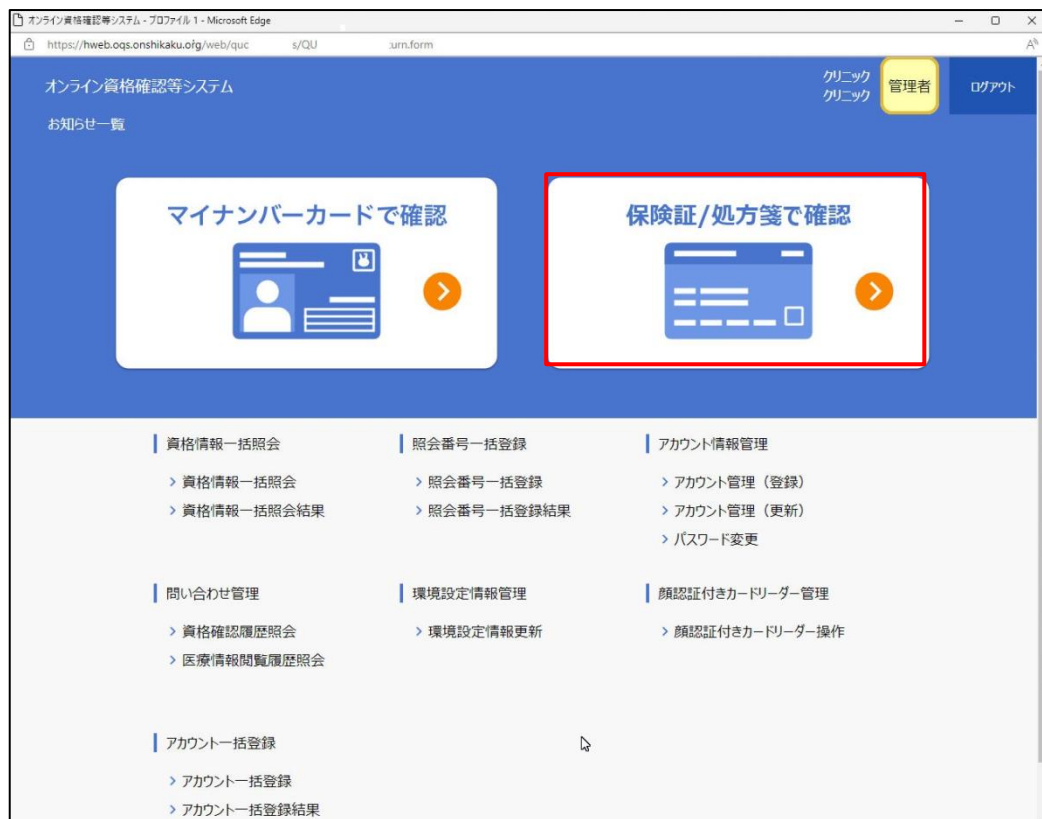 オンライン資格確認等システム - プロファイル 1 - Microsoft Edge
https://hweb.oqs.onshikaku.org/web/quc s/QU :urn.form
オンライン資格確認等システム
クリニック
クリニック
管理者
ログアウト
お知らせ一覧
マイナンバーカードで確認
保険証/処方箋で確認
資格情報一括照会
> 資格情報一括照会
> 資格情報一括照会結果
照会番号一括登録
> 照会番号一括登録
> 照会番号一括登録結果
アカウント情報管理
> アカウント管理（登録）
> アカウント管理（更新）
> パスワード変更
問い合わせ管理
> 資格確認履歴照会
> 医療情報閲覧履歴照会
環境設定情報管理
> 環境設定情報更新
顔認証付きカードリーダー管理
> 顔認証付きカードリーダー操作
アカウント一括登録
> アカウント一括登録
> アカウント一括登録結果